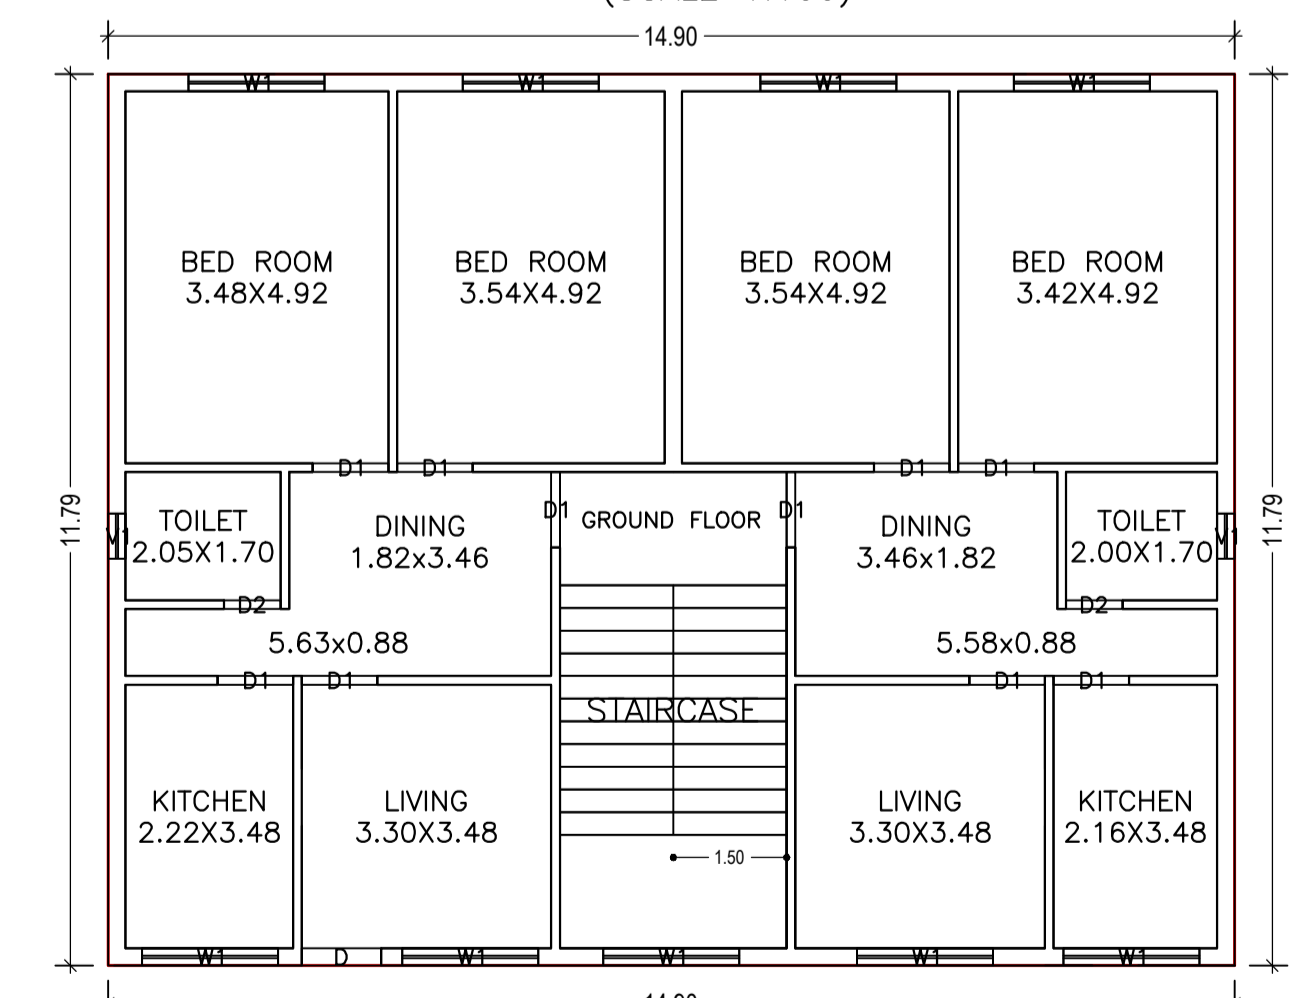 14.90
W1 W1 W1 W1
BED ROOM BED ROOM BED ROOM BED ROOM
3.48X4.92 3.54X4.92 3.54X4.92 3.42X4.92
11.79 11.79
D1 D1 D1 D1
D1 D1
TOILET DINING GROUND FLOOR DINING TOILET
2.05X1.70 1.82x3.46 3.46x1.82 2.00X1.70
D2 D2
5.63x0.88 5.58x0.88
D1 D1 D1 D1
STAIRCASE
KITCHEN LIVING LIVING KITCHEN
2.22X3.48 3.30X3.48 3.30X3.48 2.16X3.48
1.50
W1 D W1 W1 W1 W1